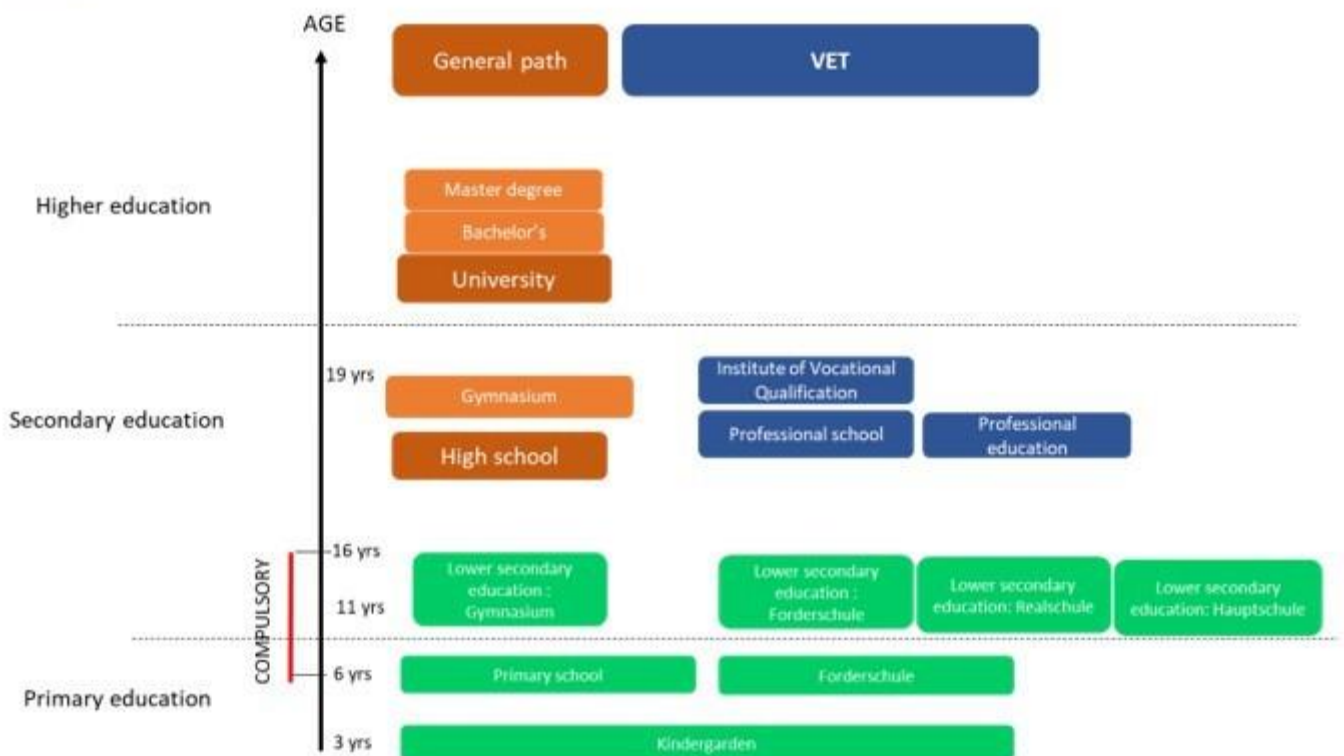 AGE
General path
VET
Higher education
Master degree
Bachelor's
University
Secondary education
19 yrs
Gymnasium
High school
Institute of Vocational
Qualification
Professional school
Professional
education
COMPULSORY
16 yrs
11 yrs
Lower secondary
education :
Gymnasium
Lower secondary
education :
Forderschule
Lower secondary
education: Realschule
Lower secondary
education: Hauptschule
Primary education
6 yrs
Primary school
Forderschule
3 yrs
Kindergarden